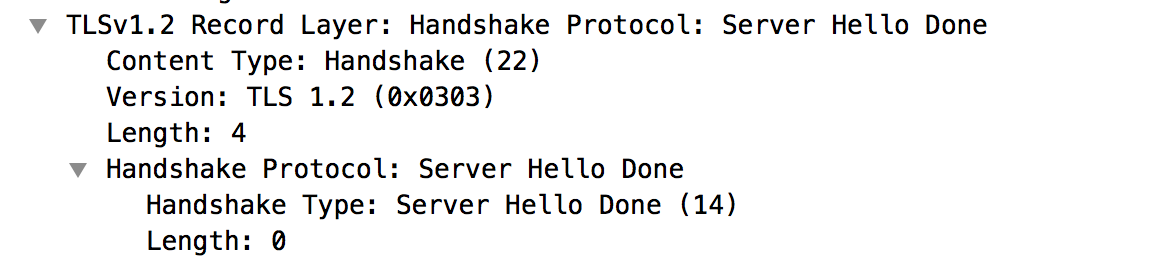 TLSv1.2 Record Layer: Handshake Protocol: Server Hello Done
Content Type: Handshake (22)
Version: TLS 1.2 (0x0303)
Length: 4
Handshake Protocol: Server Hello Done
Handshake Type: Server Hello Done (14)
Length: 0